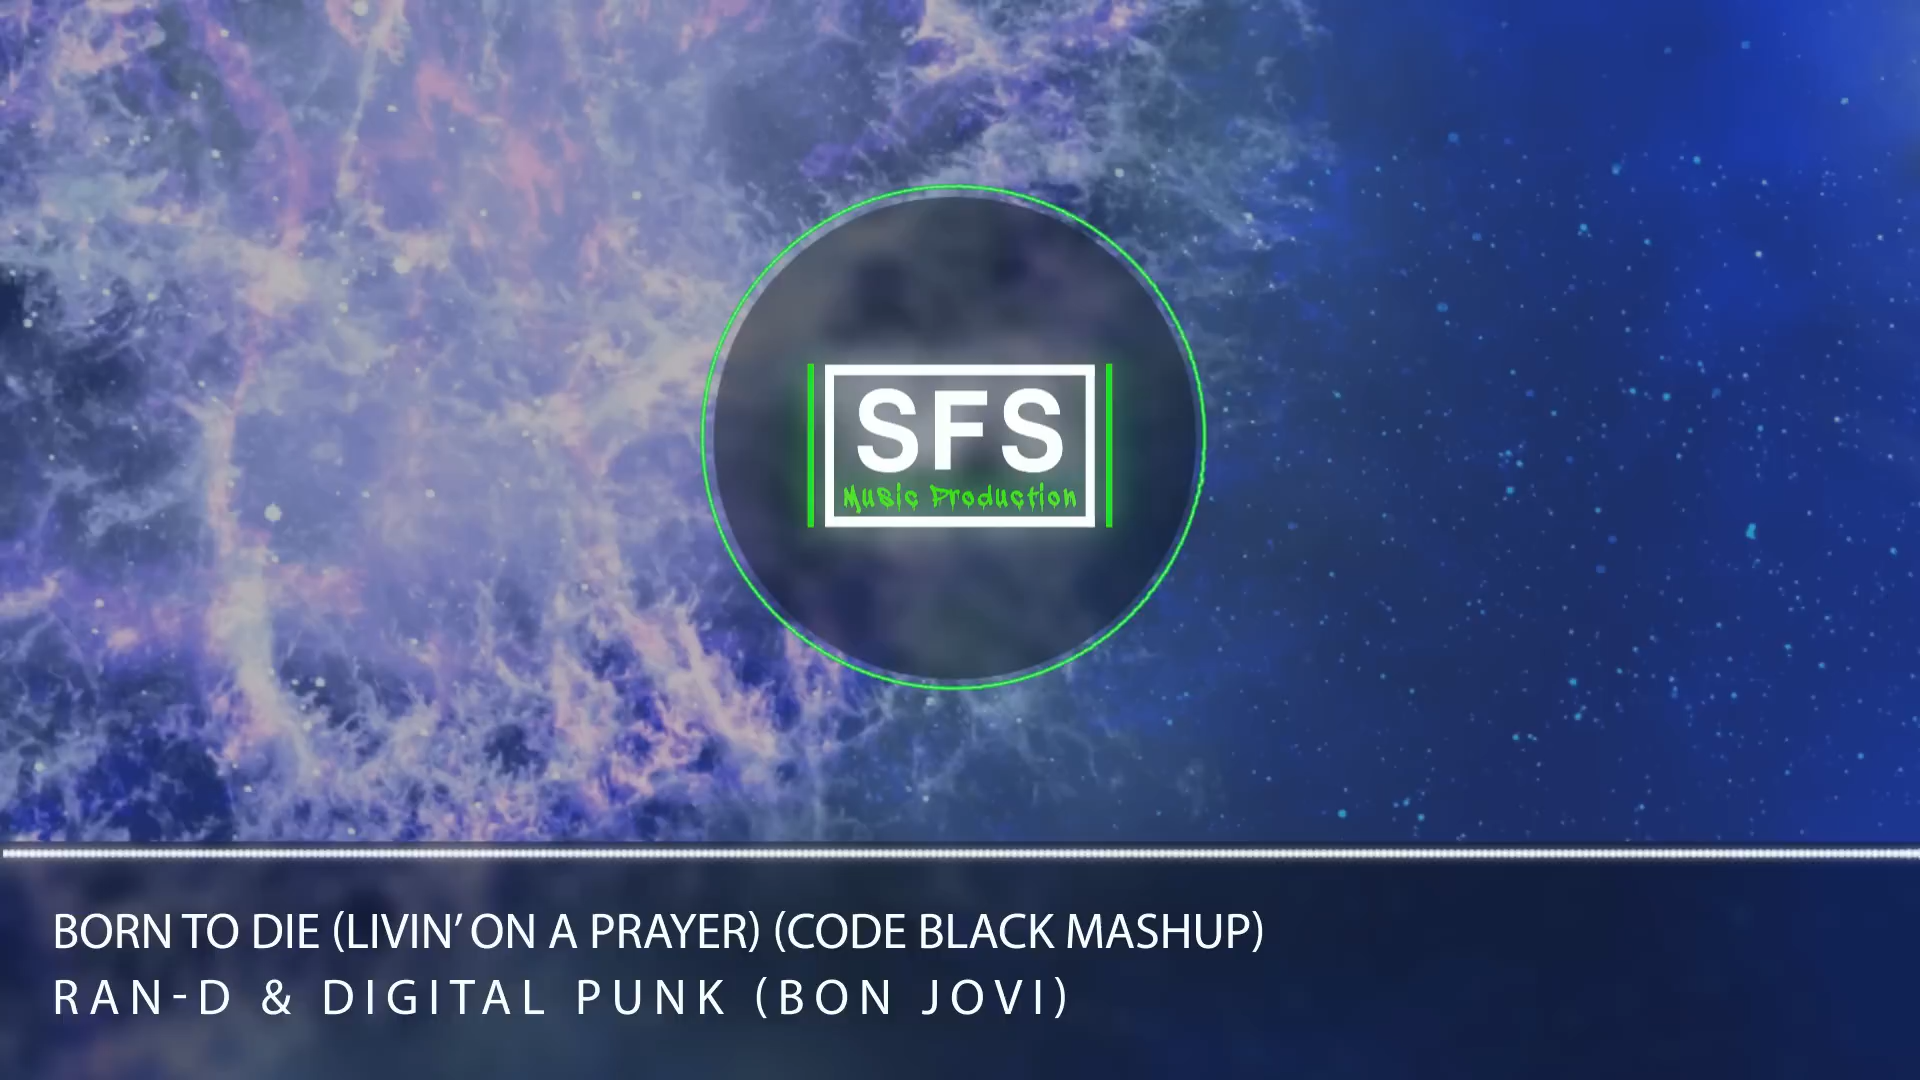 SFS
Music Production
BORN TO DIE (LIVIN’ ON A PRAYER) (CODE BLACK MASHUP)
RAN-D & DIGITAL PUNK (BON JOVI)